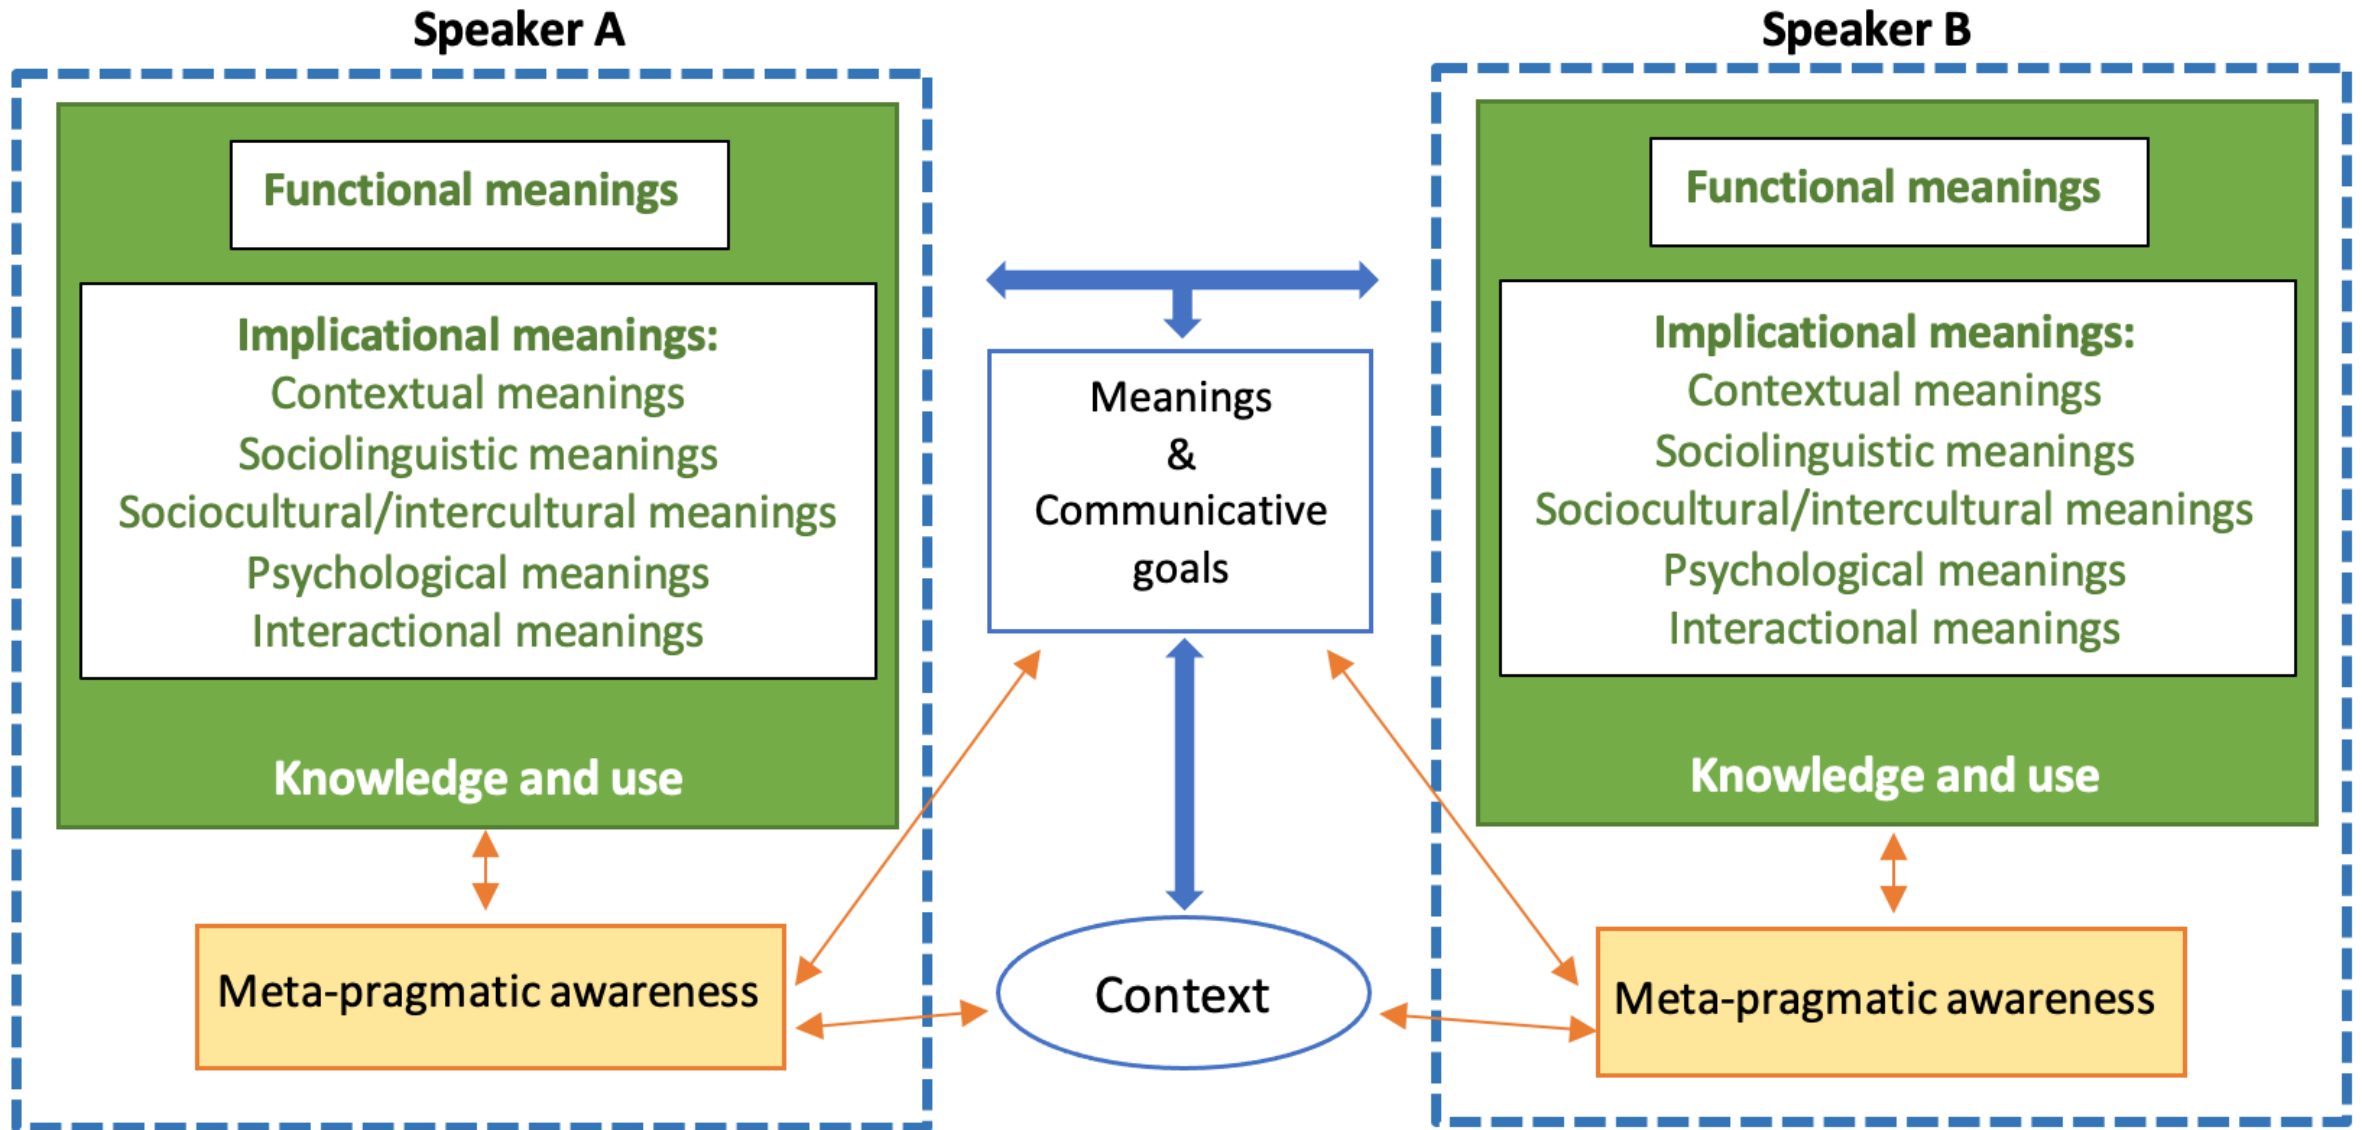 Speaker A
Functional meanings
Implicational meanings:
Contextual meanings
Sociolinguistic meanings
Sociocultural/intercultural meanings
Psychological meanings
Interactional meanings
Knowledge and use
Meta-pragmatic awareness
Meanings
&
Communicative
goals
Context
Speaker B
Functional meanings
Implicational meanings:
Contextual meanings
Sociolinguistic meanings
Sociocultural/intercultural meanings
Psychological meanings
Interactional meanings
Knowledge and use
Meta-pragmatic awareness